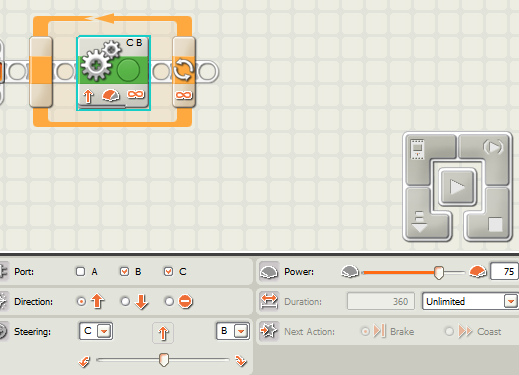 C B
Port: A B C Power: 75
Direction: Duration: 360 Unlimited
Steering: C B Next Action: Brake Coast